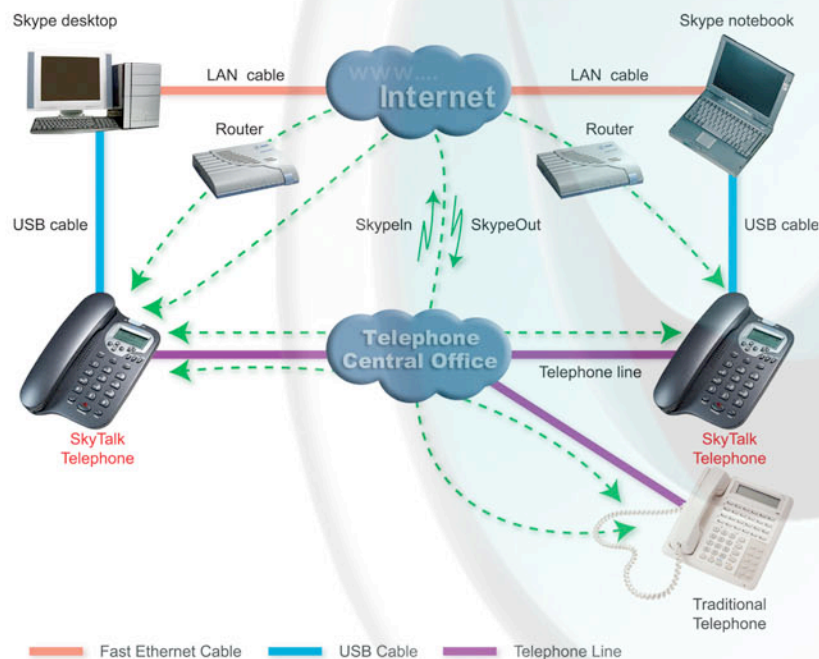 Skype desktop
Skype notebook
LAN cable
www....
Internet
LAN cable
Router
Router
USB cable
SkypeIn
SkypeOut
USB cable
Telephone
Central Office
Telephone line
SkyTalk
Telephone
SkyTalk
Telephone
Traditional
Telephone
Fast Ethernet Cable
USB Cable
Telephone Line